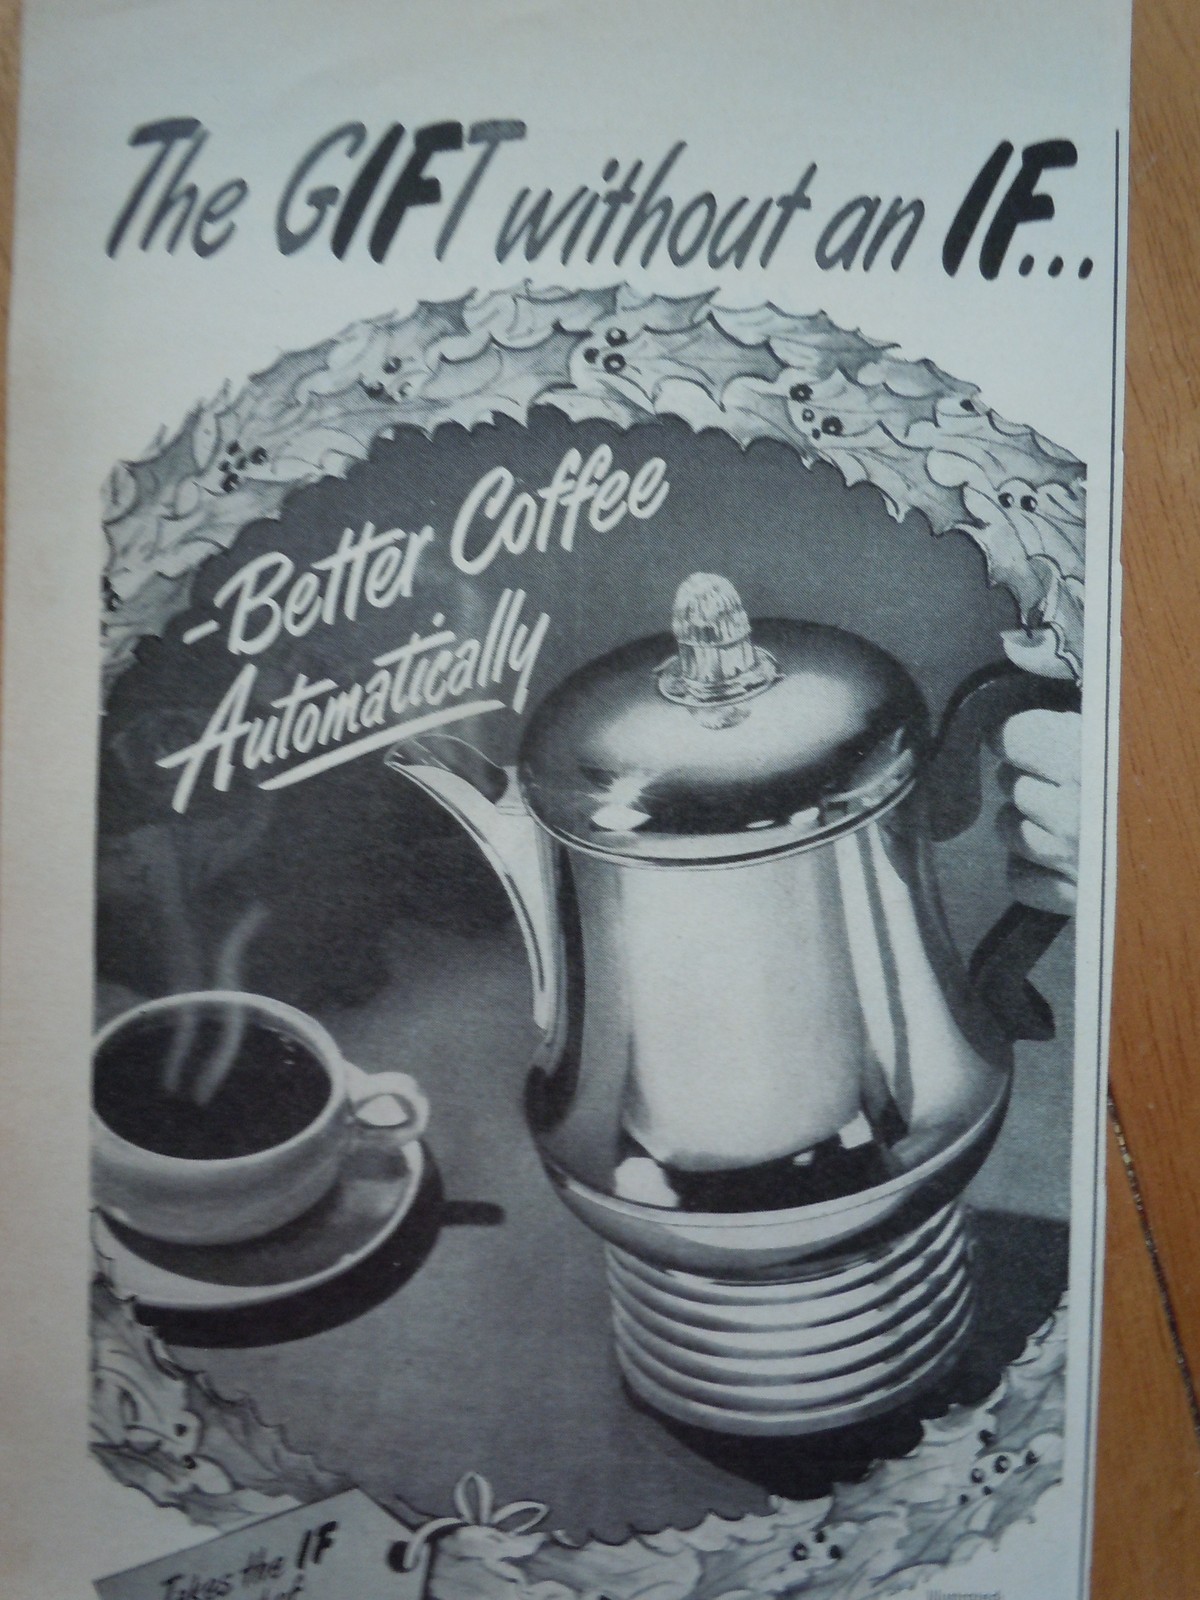 The GIFT without an IF...
-Better Coffee
Automatically
Takes the IF